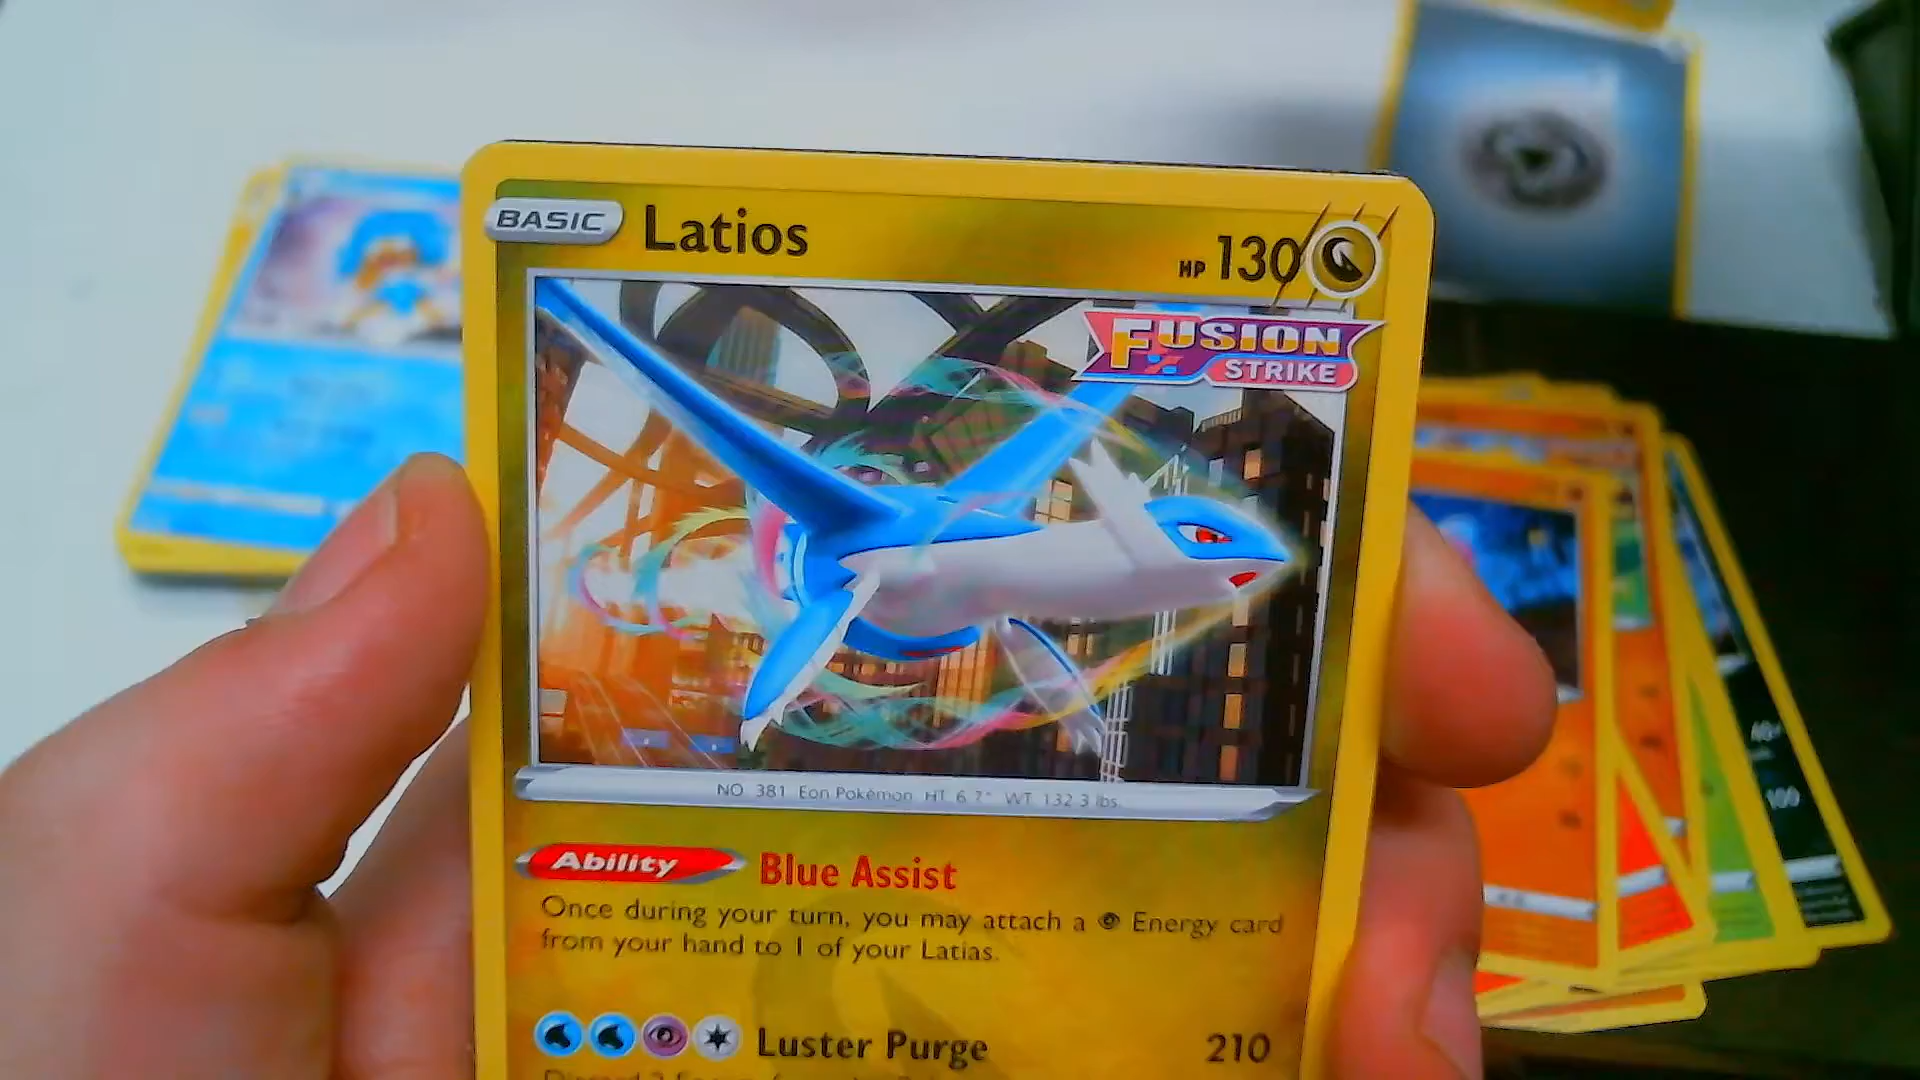 BASIC Latios HP 130
FUSION
STRIKE
NO. 381 Eon Pokémon HT 6'7" WT 132.3 lbs.
Ability Blue Assist
Once during your turn, you may attach a Energy card
from your hand to 1 of your Latias.
Luster Purge 210
100